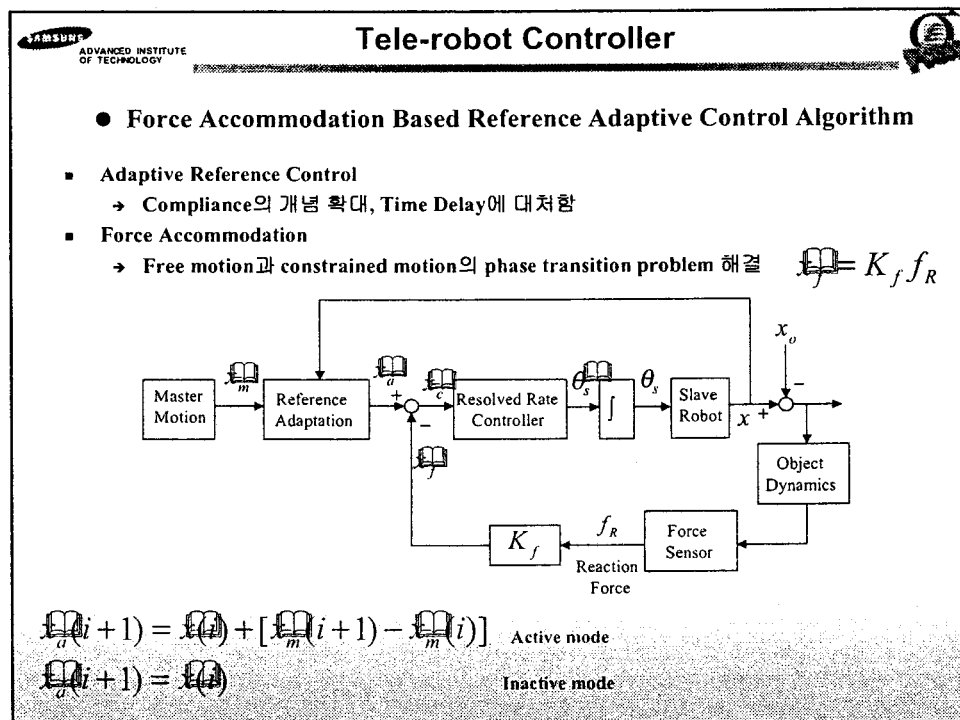 SAMSUNG
ADVANCED INSTITUTE
OF TECHNOLOGY
Tele-robot Controller
● Force Accommodation Based Reference Adaptive Control Algorithm
▪ Adaptive Reference Control
→ Compliance의 개념 확대, Time Delay에 대처함
▪ Force Accommodation
→ Free motion과 constrained motion의 phase transition problem 해결
f = K_f f_R
x_o
m
a
c
θ_s
θ_s
Master
Motion
Reference
Adaptation
+
−
Resolved Rate
Controller
∫
Slave
Robot
x
+
−
f
Object
Dynamics
K_f
f_R
Reaction
Force
Force
Sensor
a(i+1) = (i) + [m(i+1) − m(i)] Active mode
a(i+1) = (i) Inactive mode